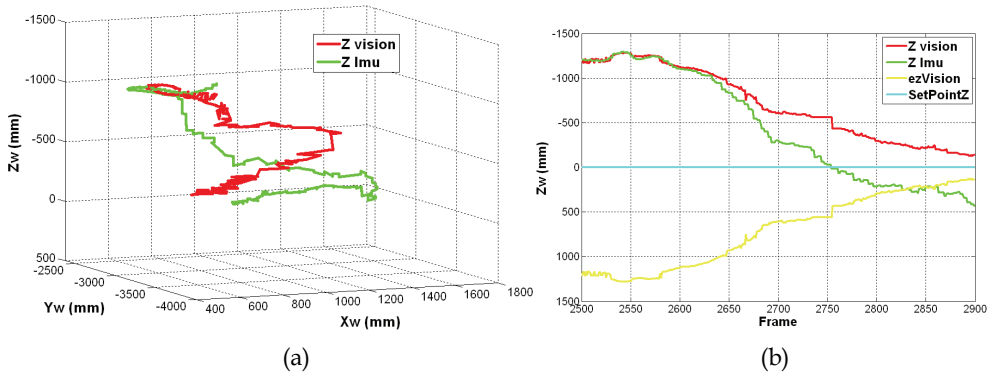 -1500
-1000
-500
0
500
Zw (mm)
Z vision
Z Imu
-2500
-3000
-3500
-4000
Yw (mm)
400
600
800
1000
1200
1400
1600
1800
Xw (mm)
(a)
-1500
-1000
-500
0
500
1000
1500
Zw (mm)
Z vision
Z Imu
ezVision
SetPointZ
2500
2550
2600
2650
2700
2750
2800
2850
2900
Frame
(b)